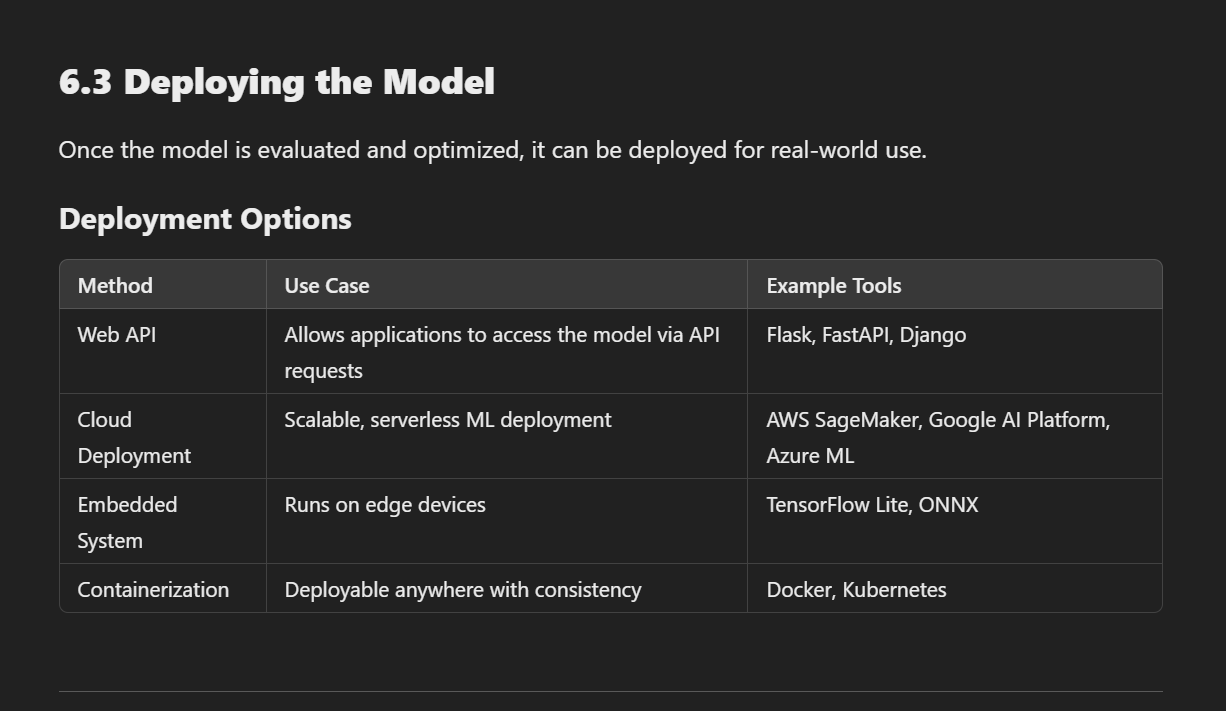 6.3 Deploying the Model
Once the model is evaluated and optimized, it can be deployed for real-world use.
Deployment Options
Method Use Case Example Tools
Web API Allows applications to access the model via API Flask, FastAPI, Django
requests
Cloud Scalable, serverless ML deployment AWS SageMaker, Google AI Platform,
Deployment Azure ML
Embedded Runs on edge devices TensorFlow Lite, ONNX
System
Containerization Deployable anywhere with consistency Docker, Kubernetes